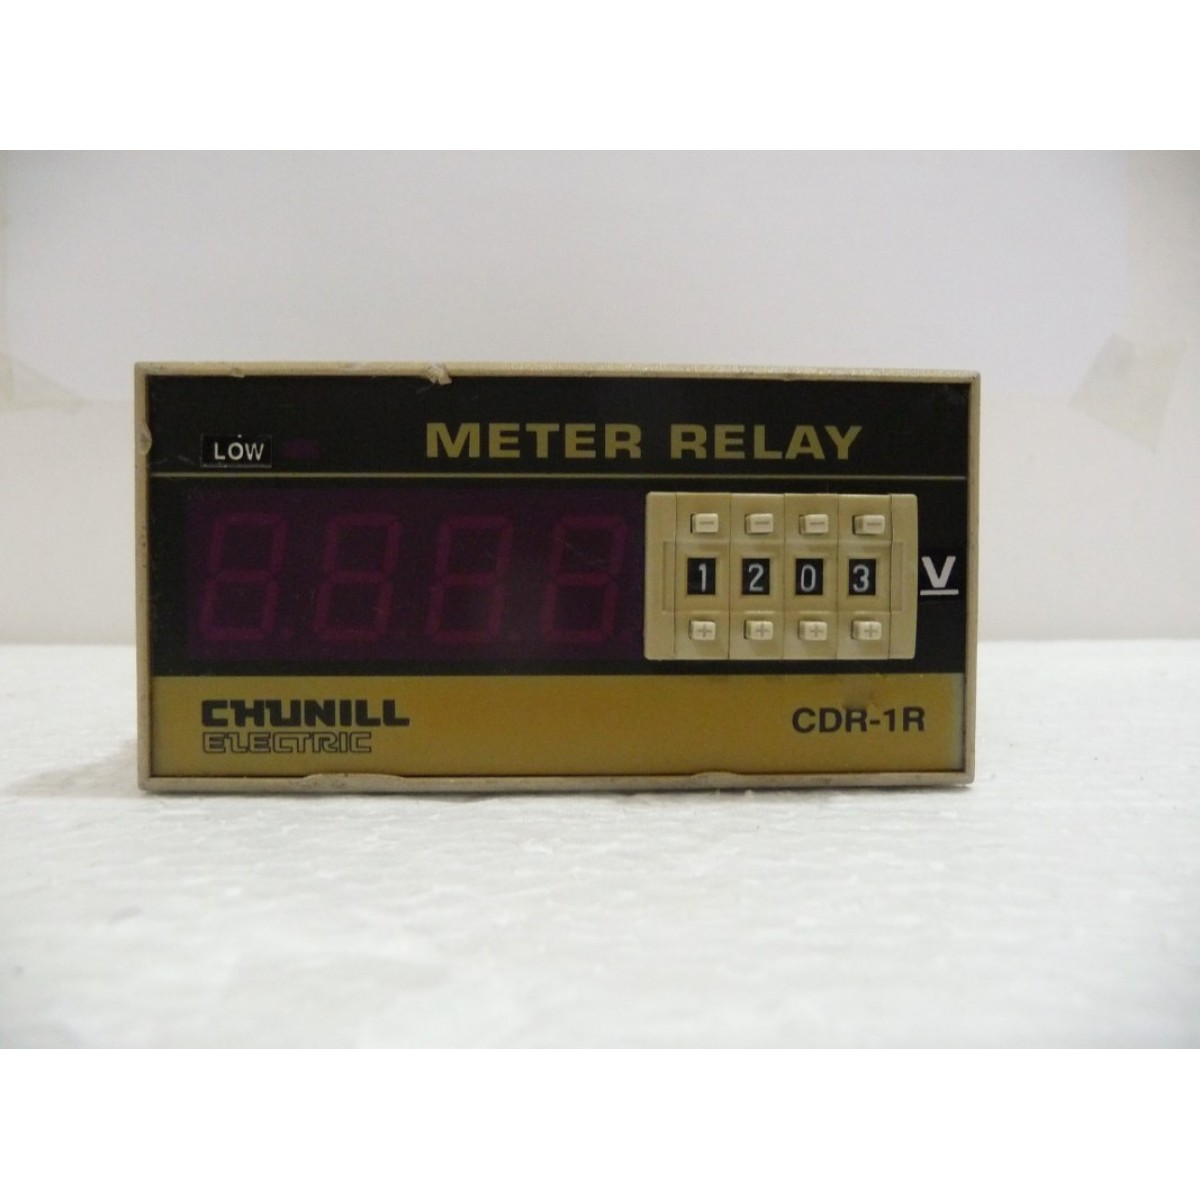 LOW
METER RELAY
- - - -
1 2 0 3
V
+ + + +
CHUNILL
ELECTRIC
CDR-1R